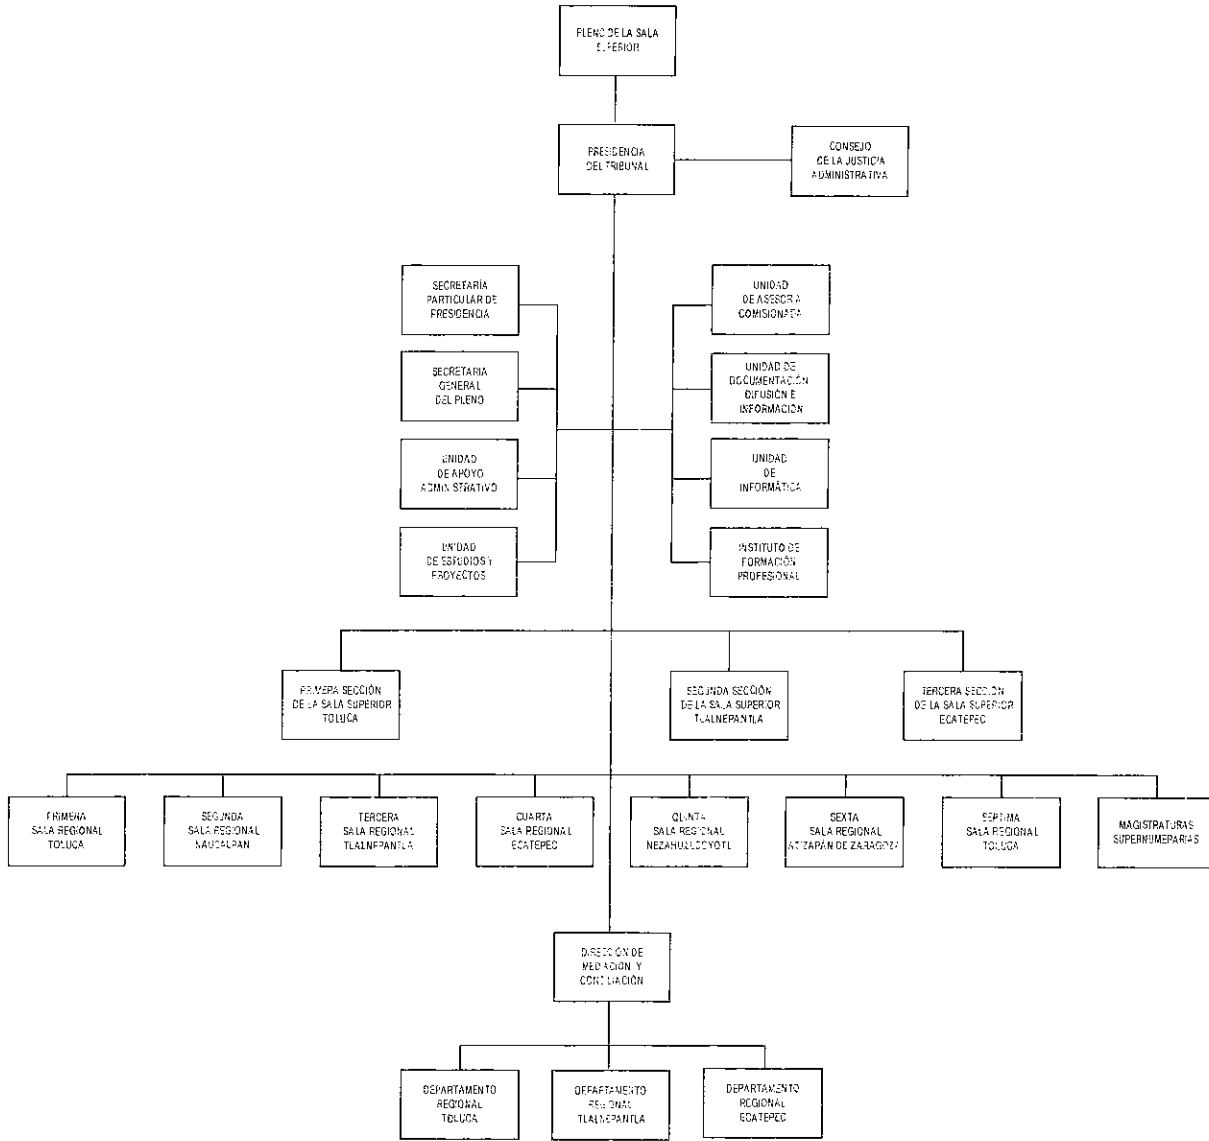 PLENO DE LA SALA
SUPERIOR
PRESIDENCIA
DEL TRIBUNAL
CONSEJO
DE LA JUSTICIA
ADMINISTRATIVA
SECRETARÍA
PARTICULAR DE
PRESIDENCIA
UNIDAD
DE ASESORIA
COMISIONADA
SECRETARIA
GENERAL
DEL PLENO
UNIDAD DE
DOCUMENTACIÓN
DIFUSIÓN E
INFORMACION
UNIDAD
DE APOYO
ADMINISTRATIVO
UNIDAD
DE
INFORMÁTICA
UNIDAD
DE ESTUDIOS Y
PROYECTOS
INSTITUTO DE
FORMACIÓN
PROFESIONAL
PRIMERA SECCIÓN
DE LA SALA SUPERIOR
TOLUCA
SEGUNDA SECCIÓN
DE LA SALA SUPERIOR
TLALNEPANTLA
TERCERA SECCIÓN
DE LA SALA SUPERIOR
ECATEPEC
PRIMERA
SALA REGIONAL
TOLUCA
SEGUNDA
SALA REGIONAL
NAUCALPAN
TERCERA
SALA REGIONAL
TLALNEPANTLA
CUARTA
SALA REGIONAL
ECATEPEC
QUINTA
SALA REGIONAL
NEZAHUALCÓYOTL
SEXTA
SALA REGIONAL
ATIZAPÁN DE ZARAGOZA
SÉPTIMA
SALA REGIONAL
TOLUCA
MAGISTRATURAS
SUPERNUMERARIAS
DIRECCIÓN DE
MEDIACIÓN Y
CONCILIACIÓN
DEPARTAMENTO
REGIONAL
TOLUCA
DEPARTAMENTO
REGIONAL
TLALNEPANTLA
DEPARTAMENTO
REGIONAL
ECATEPEC